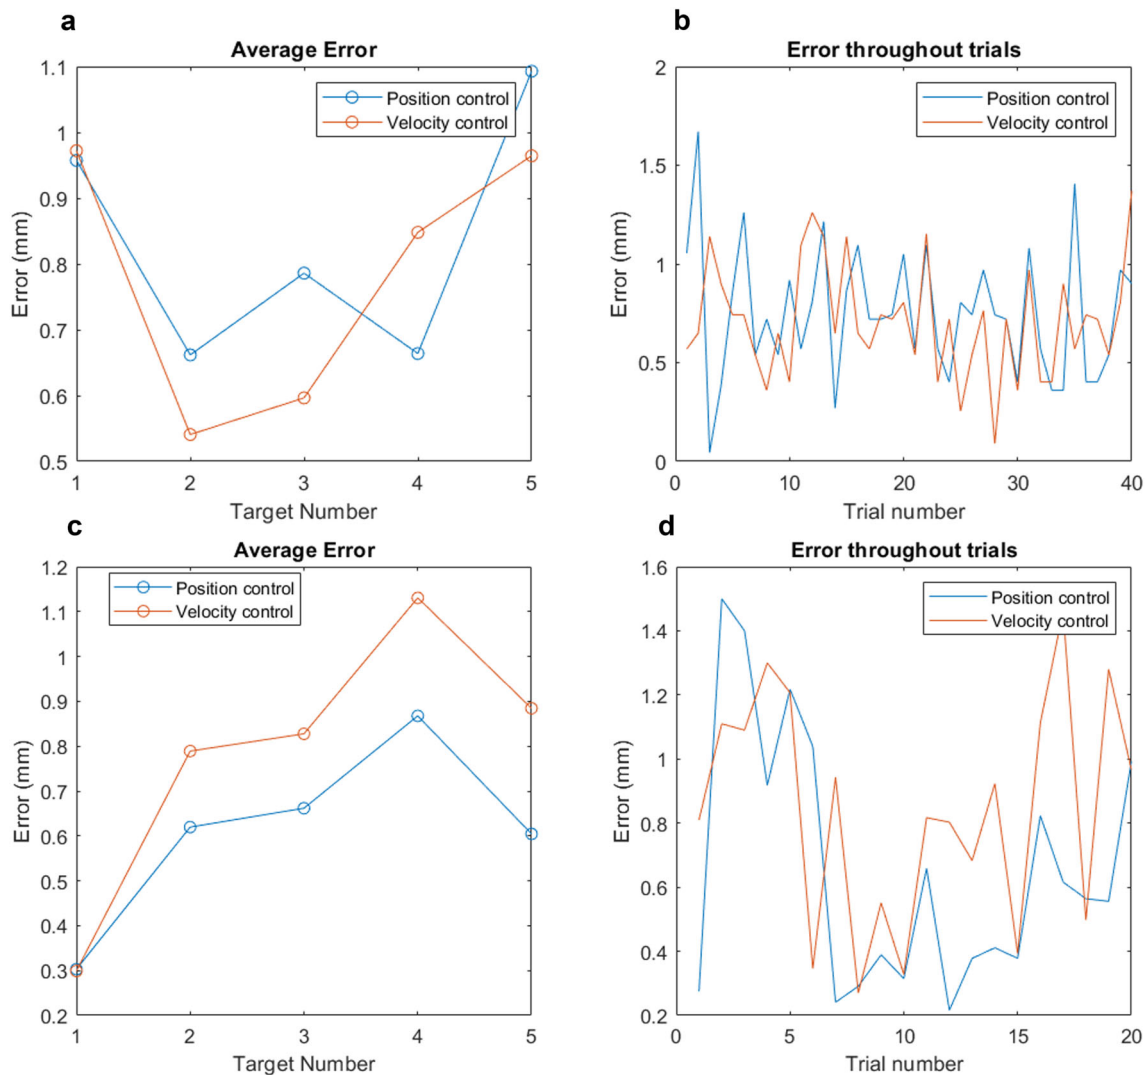 a
Average Error
1.1
1
0.9
0.8
0.7
0.6
0.5
Error (mm)
Position control
Velocity control
1 2 3 4 5
Target Number
b
Error throughout trials
2
1.5
1
0.5
0
Error (mm)
Position control
Velocity control
0 10 20 30 40
Trial number
c
Average Error
1.2
1.1
1
0.9
0.8
0.7
0.6
0.5
0.4
0.3
0.2
Error (mm)
Position control
Velocity control
1 2 3 4 5
Target Number
d
Error throughout trials
1.6
1.4
1.2
1
0.8
0.6
0.4
0.2
Error (mm)
Position control
Velocity control
0 5 10 15 20
Trial number